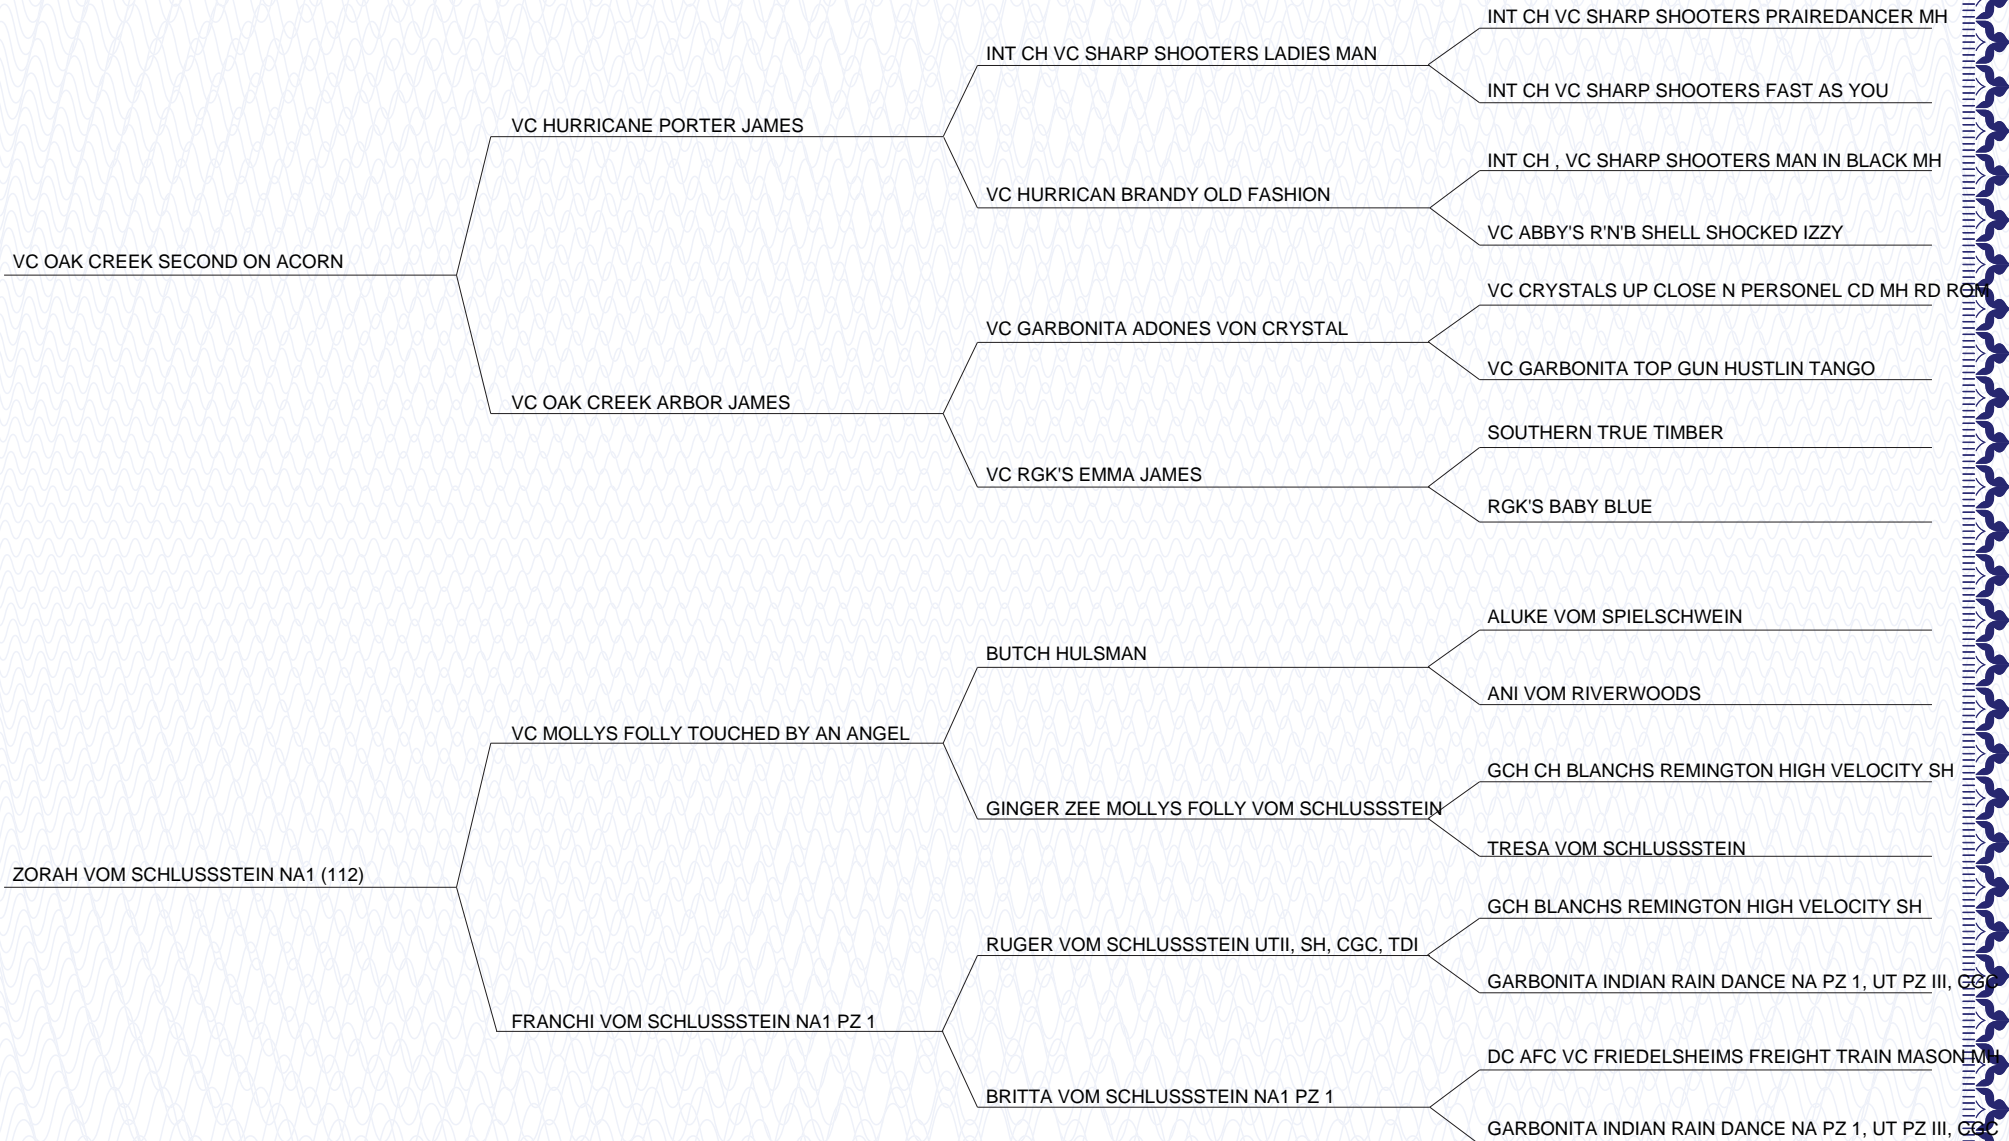 INT CH VC SHARP SHOOTERS PRAIREDANCER MH
INT CH VC SHARP SHOOTERS LADIES MAN
INT CH VC SHARP SHOOTERS FAST AS YOU
VC HURRICANE PORTER JAMES
INT CH , VC SHARP SHOOTERS MAN IN BLACK MH
VC HURRICAN BRANDY OLD FASHION
VC ABBY'S R'N'B SHELL SHOCKED IZZY
VC OAK CREEK SECOND ON ACORN
VC CRYSTALS UP CLOSE N PERSONEL CD MH RD ROM
VC GARBONITA ADONES VON CRYSTAL
VC GARBONITA TOP GUN HUSTLIN TANGO
VC OAK CREEK ARBOR JAMES
SOUTHERN TRUE TIMBER
VC RGK'S EMMA JAMES
RGK'S BABY BLUE
ALUKE VOM SPIELSCHWEIN
BUTCH HULSMAN
ANI VOM RIVERWOODS
VC MOLLYS FOLLY TOUCHED BY AN ANGEL
GCH CH BLANCHS REMINGTON HIGH VELOCITY SH
GINGER ZEE MOLLYS FOLLY VOM SCHLUSSSTEIN
TRESA VOM SCHLUSSSTEIN
ZORAH VOM SCHLUSSSTEIN NA1 (112)
GCH BLANCHS REMINGTON HIGH VELOCITY SH
RUGER VOM SCHLUSSSTEIN UTII, SH, CGC, TDI
GARBONITA INDIAN RAIN DANCE NA PZ 1, UT PZ III, CGC
FRANCHI VOM SCHLUSSSTEIN NA1 PZ 1
DC AFC VC FRIEDELSHEIMS FREIGHT TRAIN MASON MH
BRITTA VOM SCHLUSSSTEIN NA1 PZ 1
GARBONITA INDIAN RAIN DANCE NA PZ 1, UT PZ III, CGC